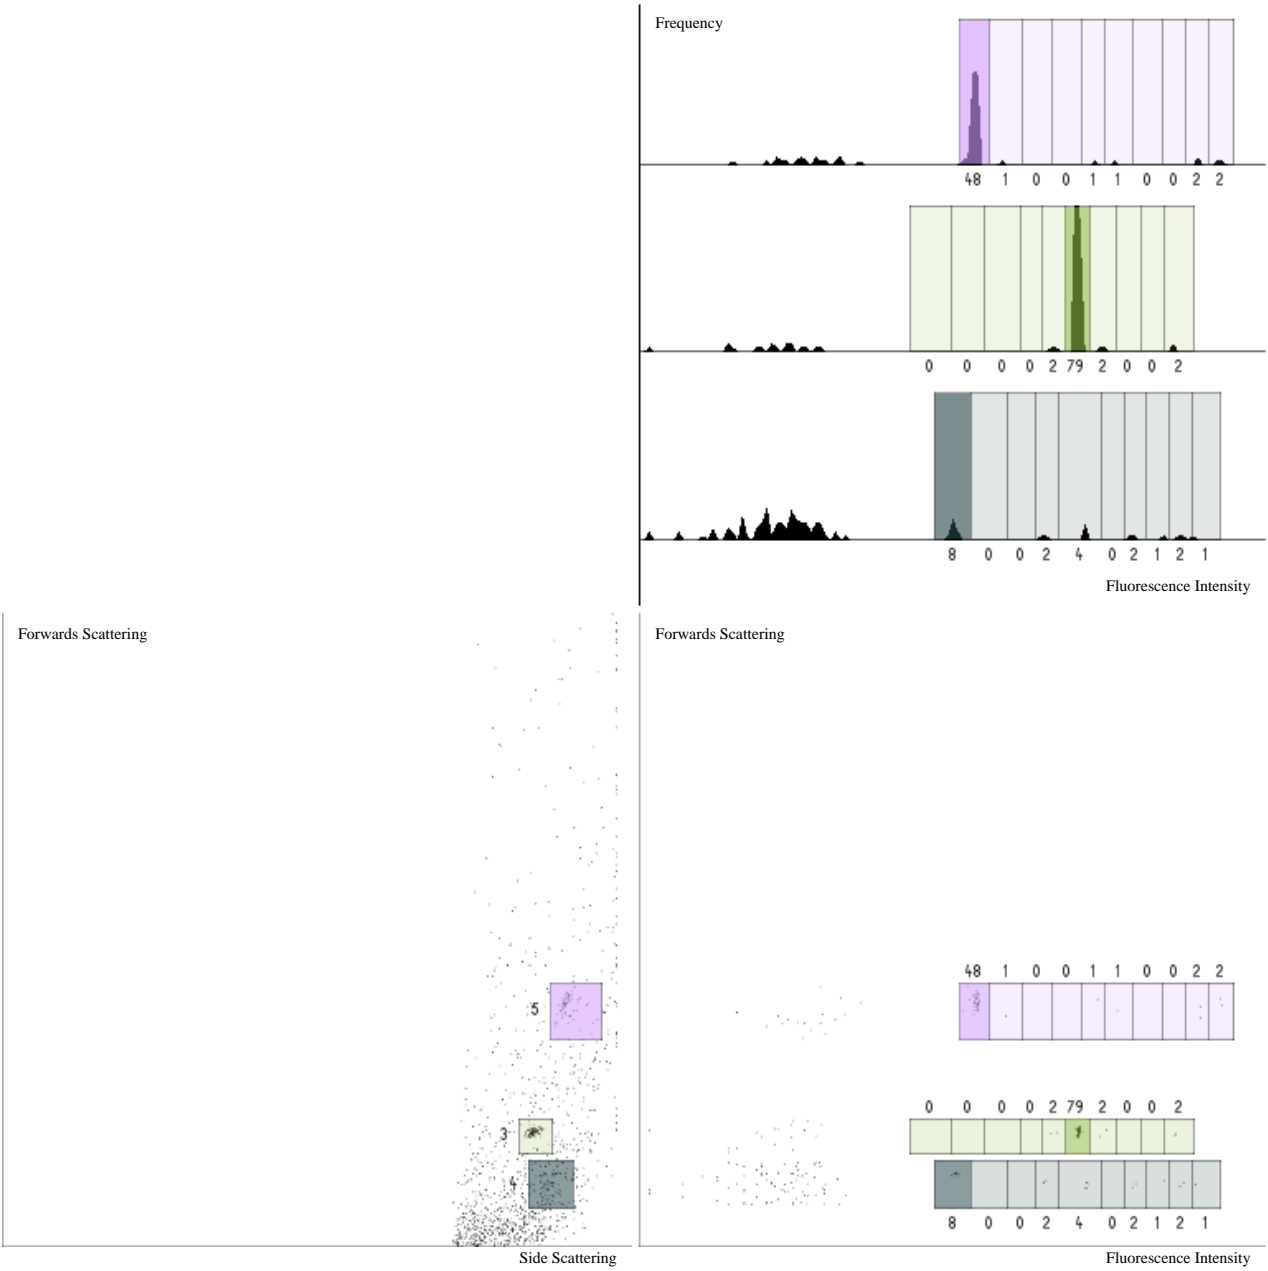 Frequency
48 1 0 0 1 1 0 0 2 2
0 0 0 0 2 79 2 0 0 2
8 0 0 2 4 0 2 1 2 1
Fluorescence Intensity
Forwards Scattering
5
3
4
Side Scattering
Forwards Scattering
48 1 0 0 1 1 0 0 2 2
0 0 0 0 2 79 2 0 0 2
8 0 0 2 4 0 2 1 2 1
Fluorescence Intensity